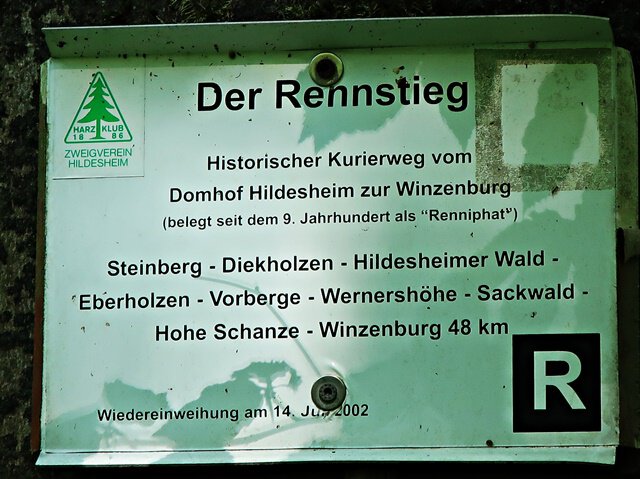 Der Rennstieg
HARZ KLUB
18 86
ZWEIGVEREIN
HILDESHEIM
Historischer Kurierweg vom
Domhof Hildesheim zur Winzenburg
(belegt seit dem 9. Jahrhundert als "Renniphat")
Steinberg - Diekholzen - Hildesheimer Wald -
Eberholzen - Vorberge - Wernershöhe - Sackwald -
Hohe Schanze - Winzenburg 48 km
Wiedereinweihung am 14. 2002
R